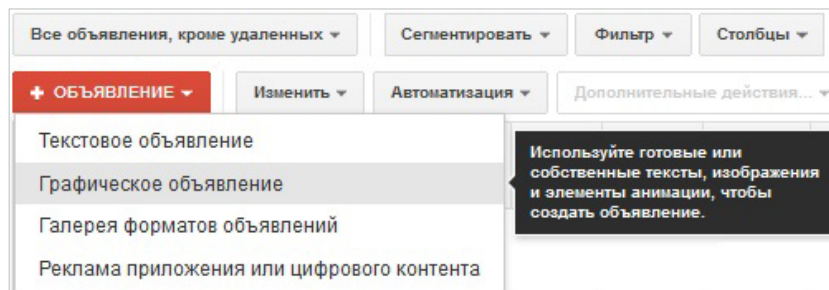 Все объявления, кроме удаленных Сегментировать Фильтр Столбцы
+ ОБЪЯВЛЕНИЕ Изменить Автоматизация Дополнительные действия...
Текстовое объявление
Графическое объявление
Галерея форматов объявлений
Реклама приложения или цифрового контента
Используйте готовые или
собственные тексты, изображения
и элементы анимации, чтобы
создать объявление.